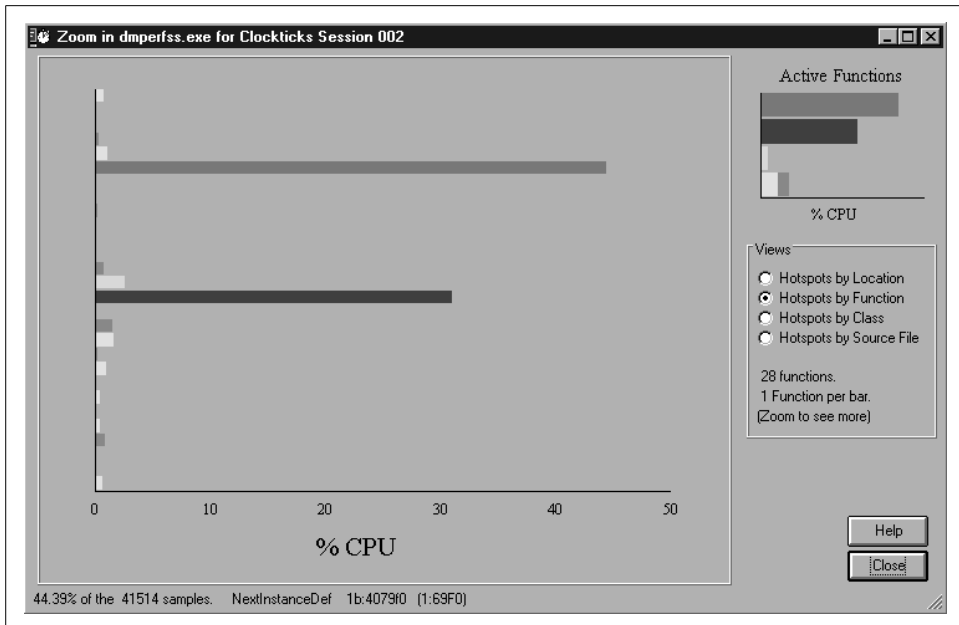 Zoom in dmperfss.exe for Clockticks Session 002
Active Functions
% CPU
Views
Hotspots by Location
Hotspots by Function
Hotspots by Class
Hotspots by Source File
28 functions.
1 Function per bar.
(Zoom to see more)
0 10 20 30 40 50
% CPU
Help
Close
44.39% of the 41514 samples. NextInstanceDef 1b:4079f0 (1:69F0)